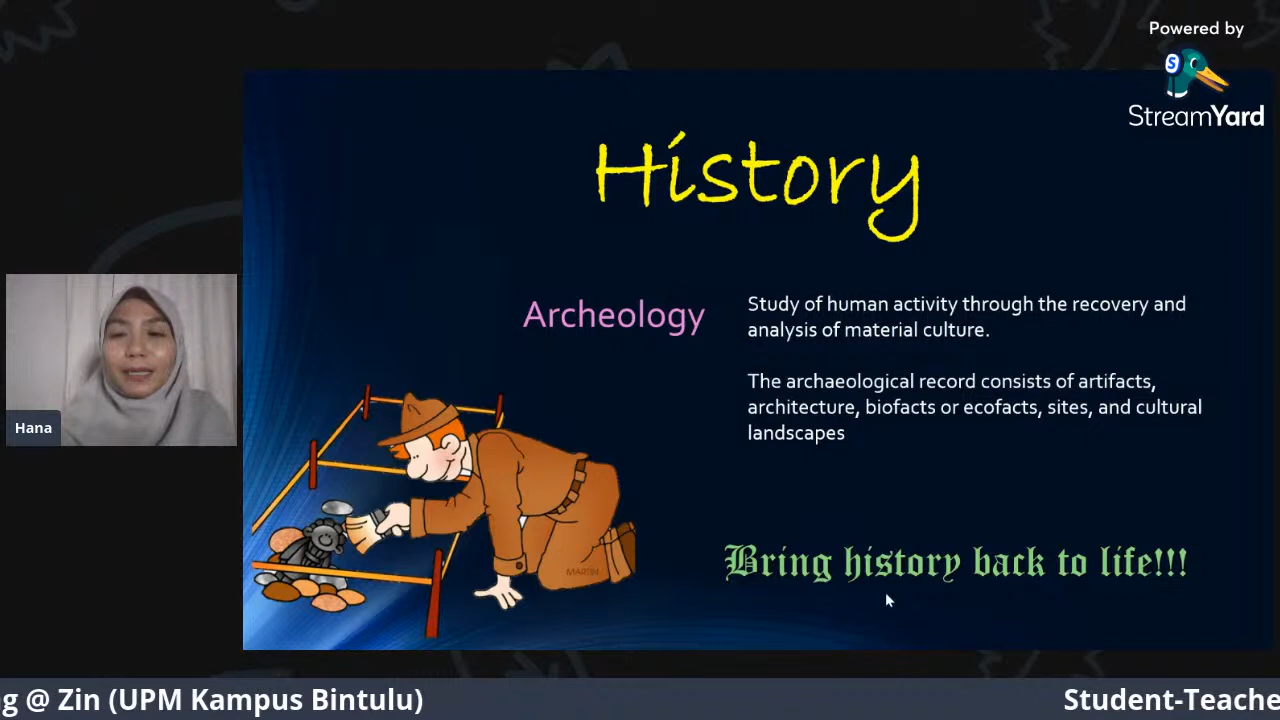 Powered by
StreamYard
History
Archeology
Study of human activity through the recovery and
analysis of material culture.
The archaeological record consists of artifacts,
architecture, biofacts or ecofacts, sites, and cultural
landscapes
Hana
MARTIN
Bring history back to life!!!
g @ Zin (UPM Kampus Bintulu)
Student-Teache